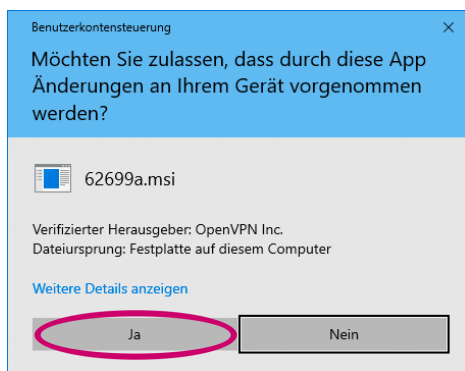 Benutzerkontensteuerung
Möchten Sie zulassen, dass durch diese App
Änderungen an Ihrem Gerät vorgenommen
werden?
62699a.msi
Verifizierter Herausgeber: OpenVPN Inc.
Dateiursprung: Festplatte auf diesem Computer
Weitere Details anzeigen
Ja Nein